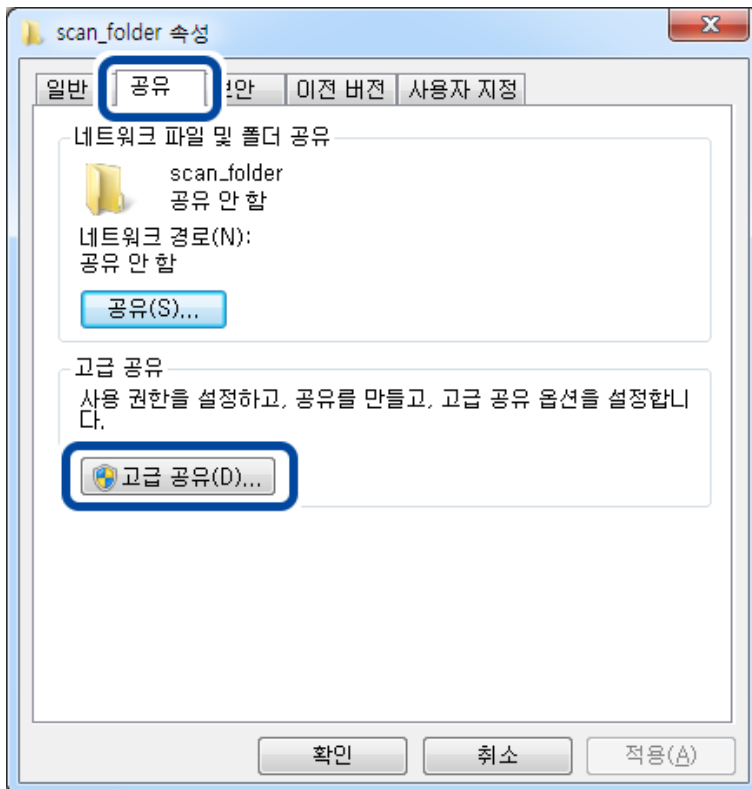 scan_folder 속성
일반 공유 이전 버전 사용자 지정
네트워크 파일 및 폴더 공유
scan_folder
공유 안 함
네트워크 경로(N):
공유 안 함
공유(S)...
고급 공유
사용 권한을 설정하고, 공유를 만들고, 고급 공유 옵션을 설정합니
다.
고급 공유(D)...
확인 취소 적용(A)